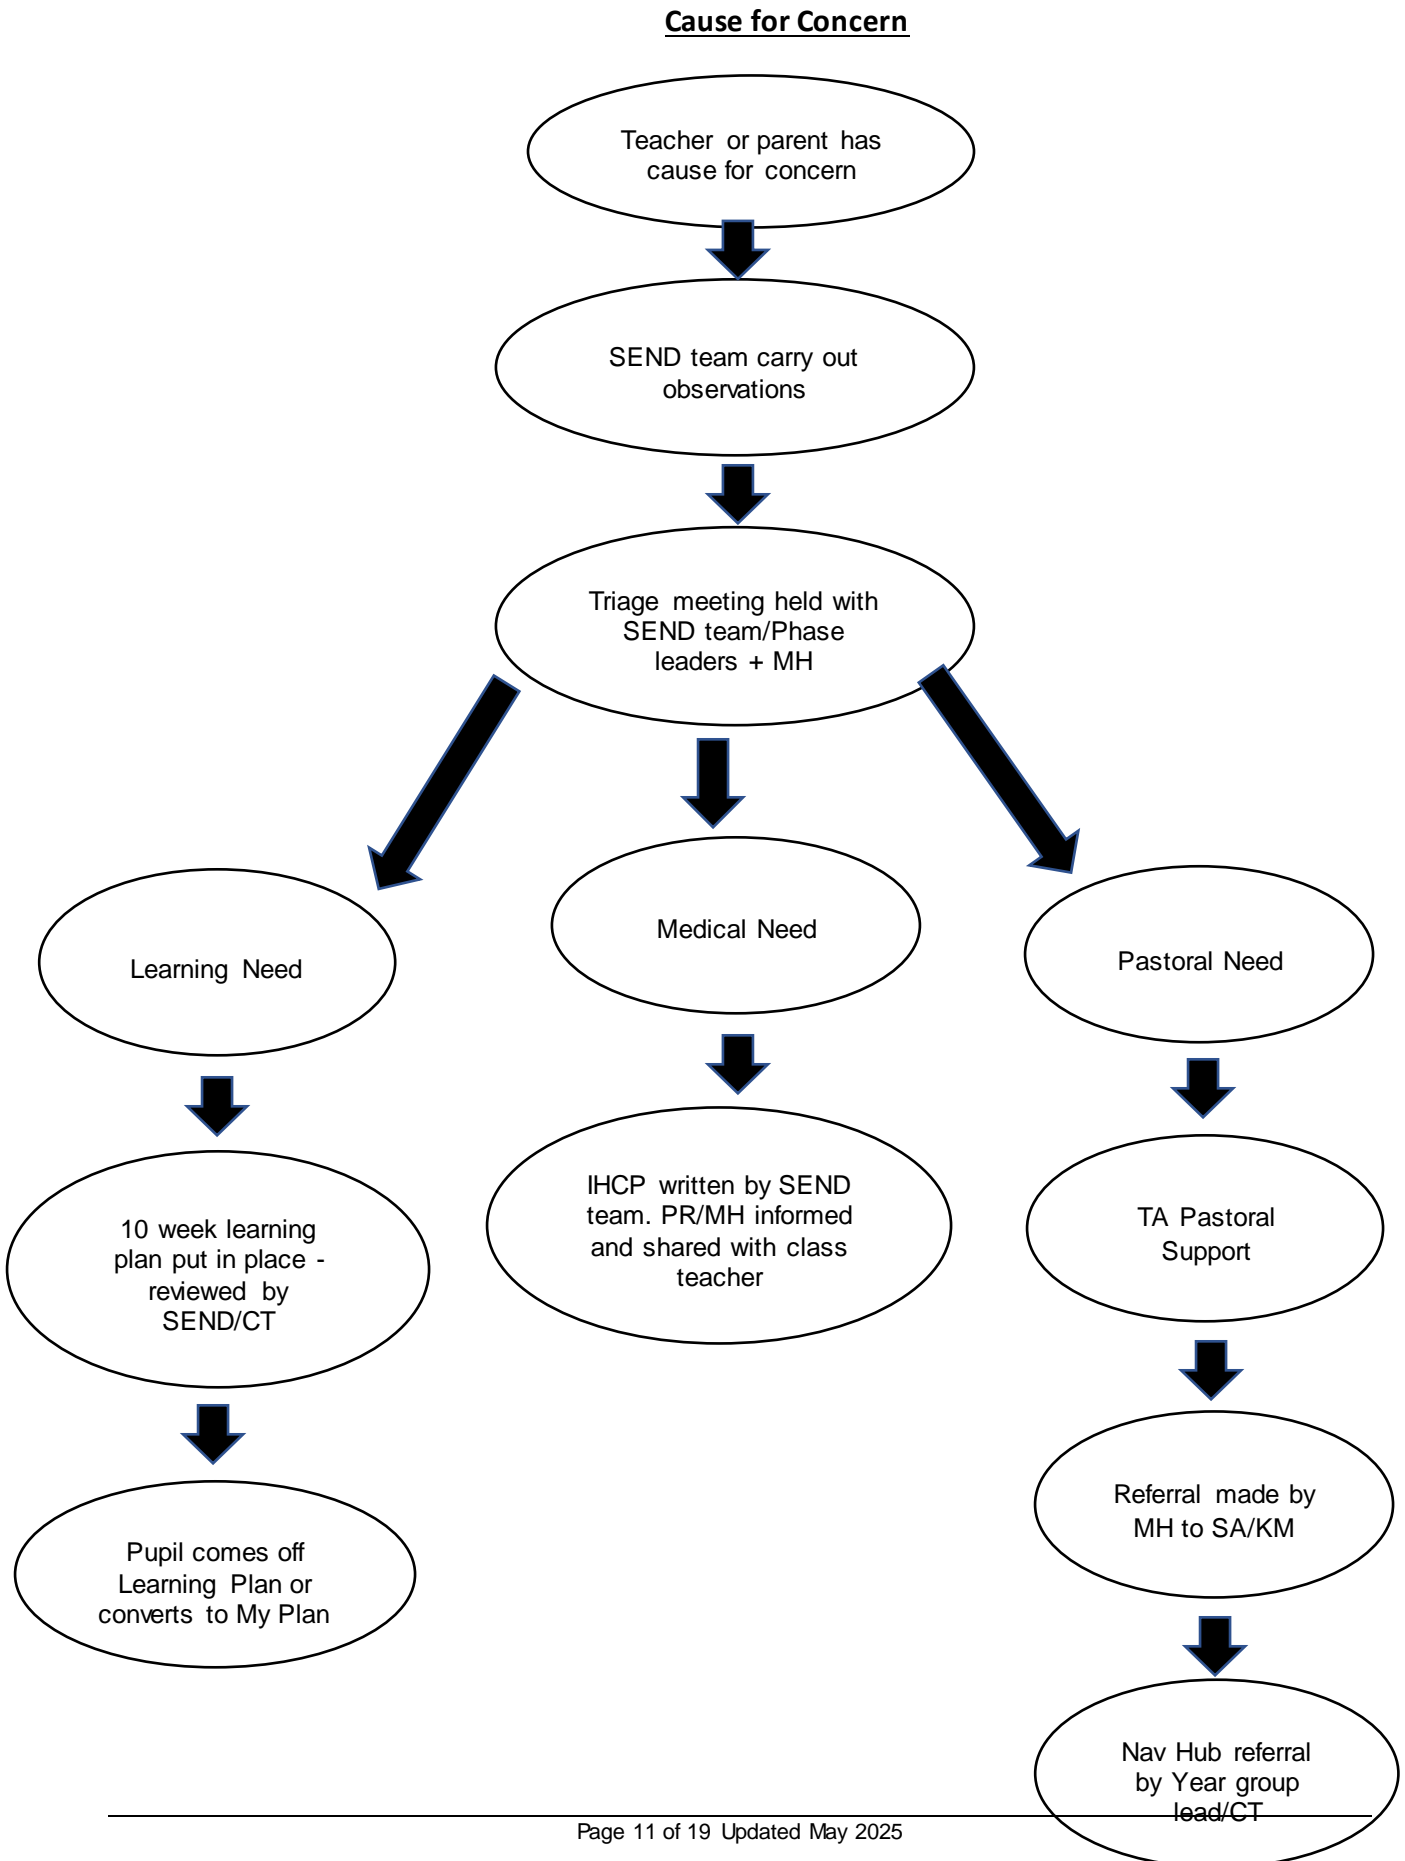 Cause for Concern
Teacher or parent has
cause for concern
SEND team carry out
observations
Triage meeting held with
SEND team/Phase
leaders + MH
Learning Need
Medical Need
Pastoral Need
10 week learning
plan put in place -
reviewed by
SEND/CT
IHCP written by SEND
team. PR/MH informed
and shared with class
teacher
TA Pastoral
Support
Pupil comes off
Learning Plan or
converts to My Plan
Referral made by
MH to SA/KM
Nav Hub referral
by Year group
lead/CT
Page 11 of 19 Updated May 2025